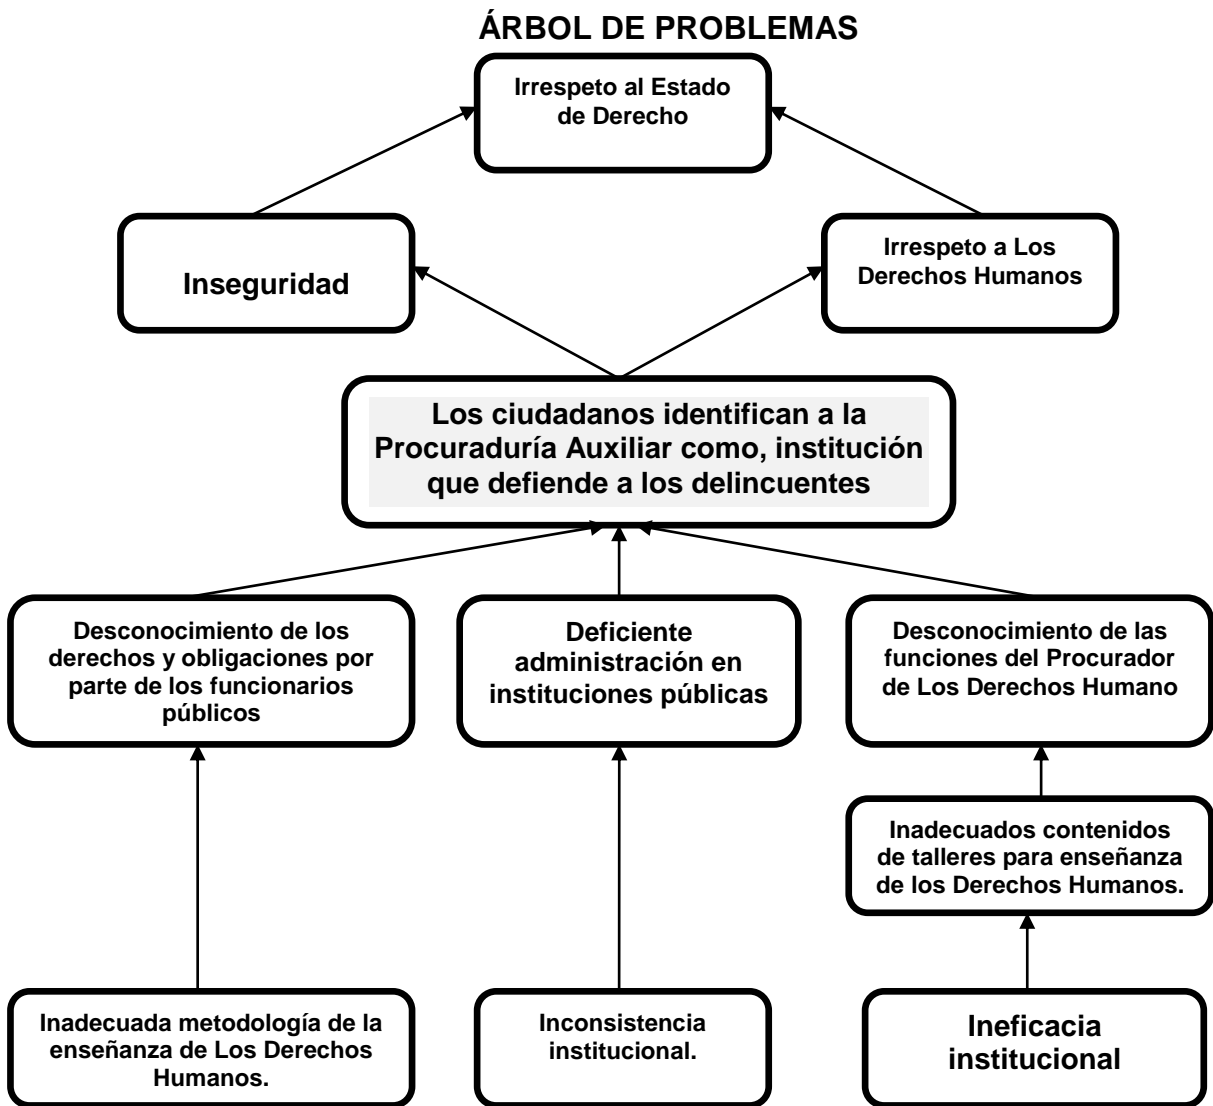 ÁRBOL DE PROBLEMAS
Irrespeto al Estado
de Derecho
Inseguridad
Irrespeto a Los
Derechos Humanos
Los ciudadanos identifican a la
Procuraduría Auxiliar como, institución
que defiende a los delincuentes
Desconocimiento de los
derechos y obligaciones por
parte de los funcionarios
públicos
Deficiente
administración en
instituciones públicas
Desconocimiento de las
funciones del Procurador
de Los Derechos Humano
Inadecuados contenidos
de talleres para enseñanza
de los Derechos Humanos.
Inadecuada metodología de la
enseñanza de Los Derechos
Humanos.
Inconsistencia
institucional.
Ineficacia
institucional